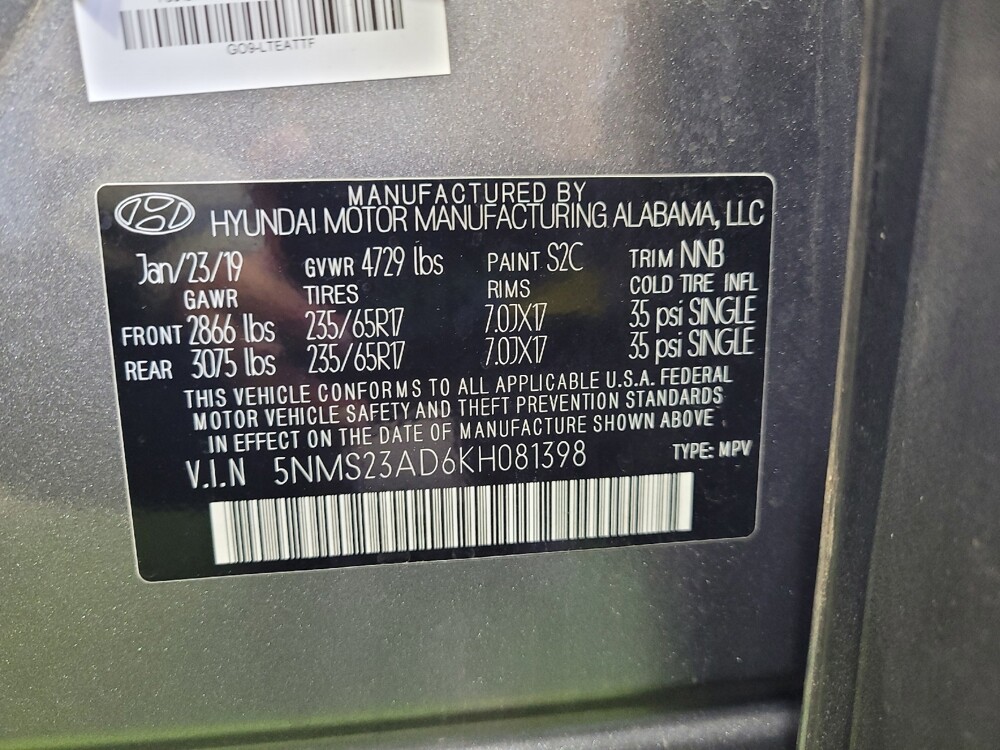 GO9-LTEATTF
MANUFACTURED BY
HYUNDAI MOTOR MANUFACTURING ALABAMA, LLC
Jan/23/19 GVWR 4729 lbs PAINT S2C TRIM NNB
GAWR TIRES RIMS COLD TIRE INFL
FRONT 2866 lbs 235/65R17 7.0JX17 35 psi SINGLE
REAR 3075 lbs 235/65R17 7.0JX17 35 psi SINGLE
THIS VEHICLE CONFORMS TO ALL APPLICABLE U.S.A. FEDERAL
MOTOR VEHICLE SAFETY AND THEFT PREVENTION STANDARDS
IN EFFECT ON THE DATE OF MANUFACTURE SHOWN ABOVE
V.I.N 5NMS23AD6KH081398 TYPE: MPV